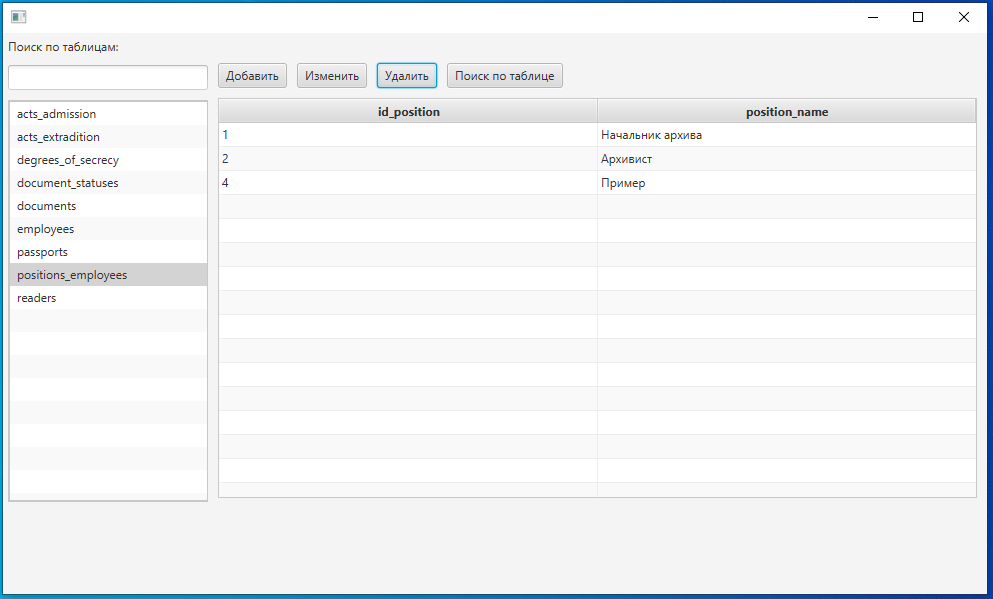 Поиск по таблицам:
Добавить Изменить Удалить Поиск по таблице
acts_admission
acts_extradition
degrees_of_secrecy
document_statuses
documents
employees
passports
positions_employees
readers
id_position position_name
1 Начальник архива
2 Архивист
4 Пример